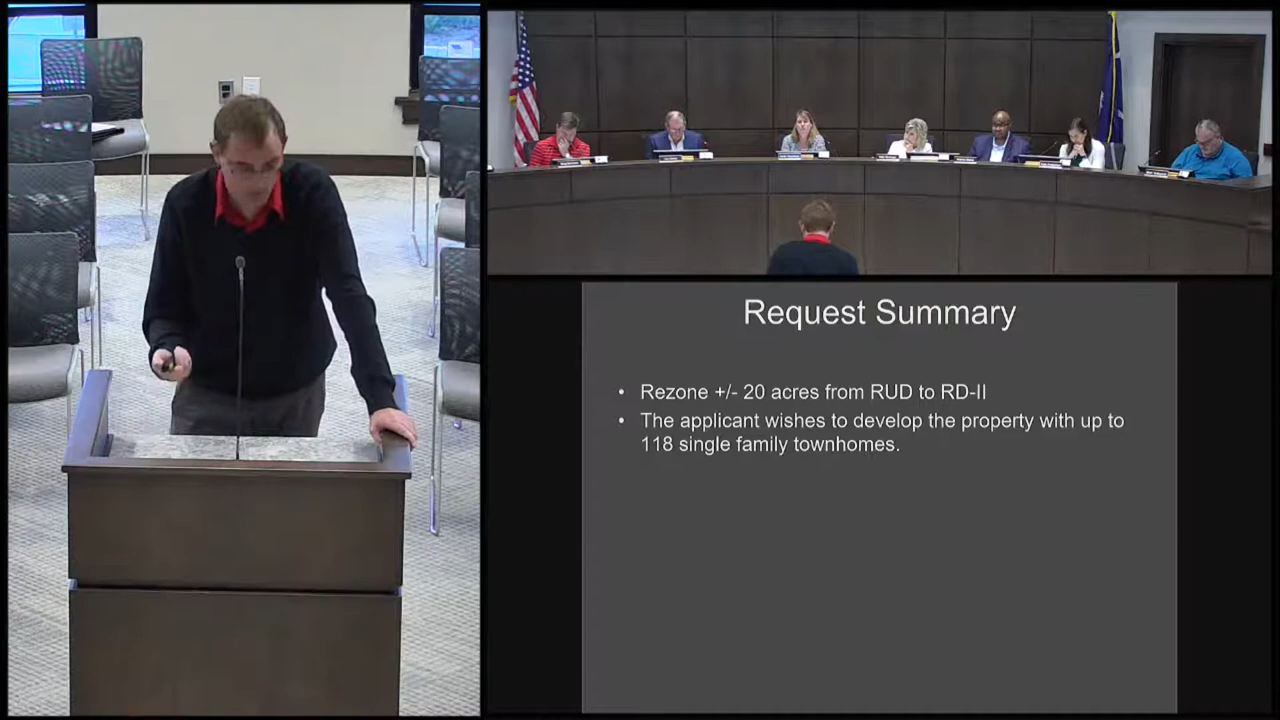 Request Summary
• Rezone +/- 20 acres from RUD to RD-II
• The applicant wishes to develop the property with up to
118 single family townhomes.